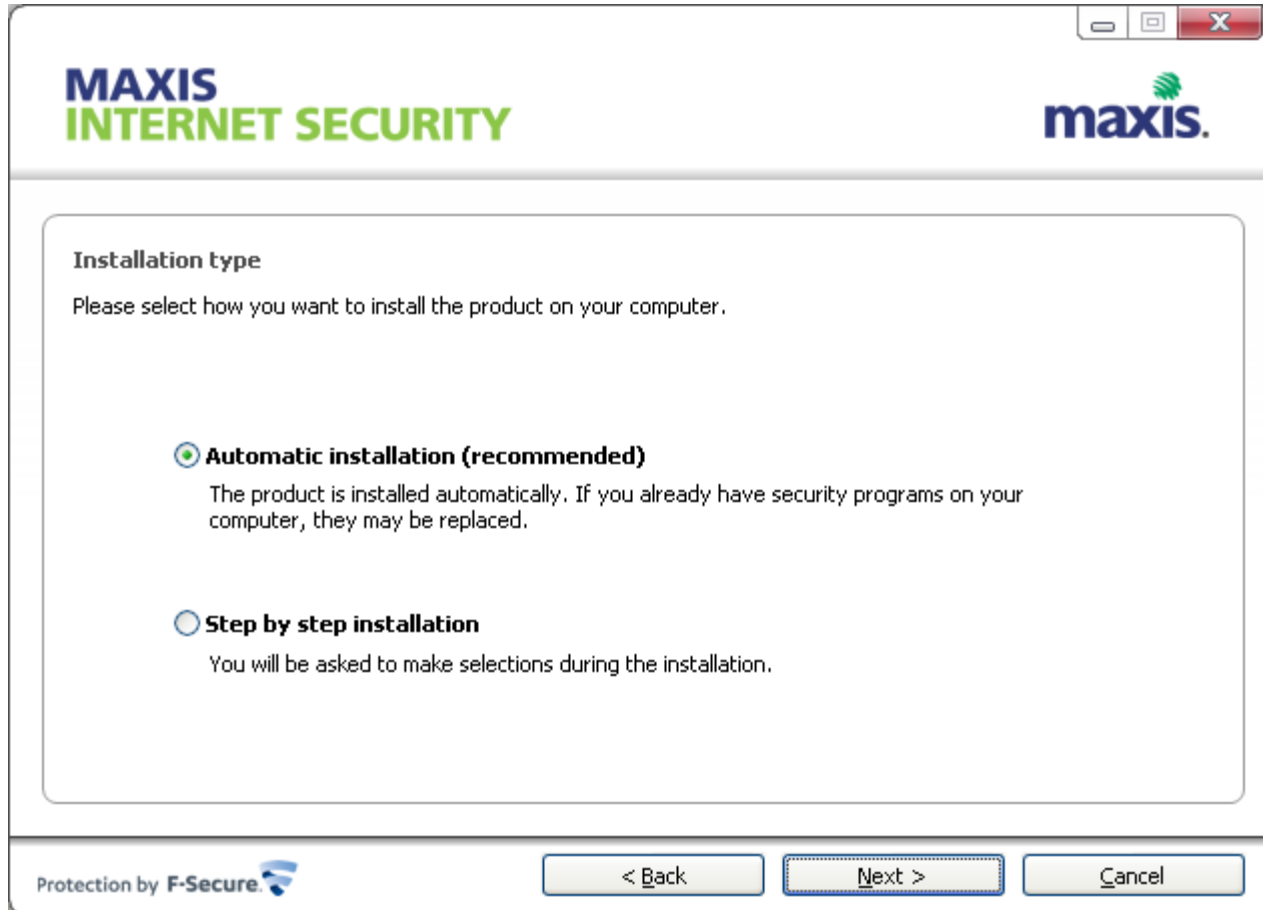 MAXIS
INTERNET SECURITY
maxis.
Installation type
Please select how you want to install the product on your computer.
Automatic installation (recommended)
The product is installed automatically. If you already have security programs on your
computer, they may be replaced.
Step by step installation
You will be asked to make selections during the installation.
Protection by F-Secure.
< Back
Next >
Cancel